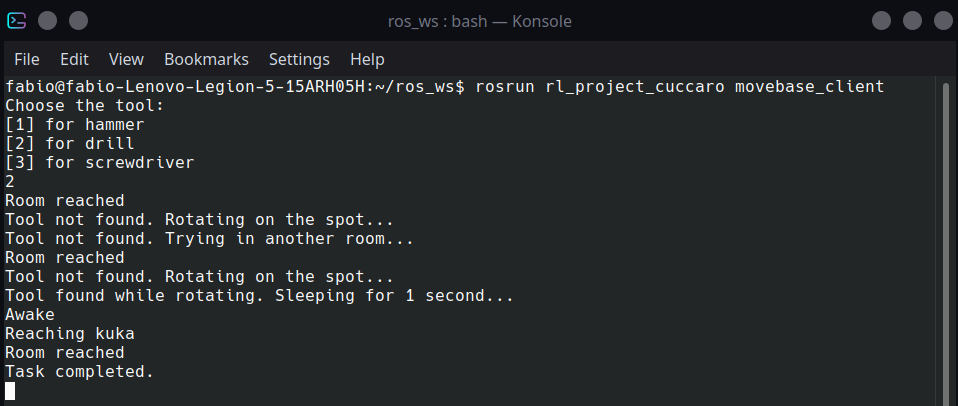 ros_ws : bash — Konsole
File Edit View Bookmarks Settings Help
fabio@fabio-Lenovo-Legion-5-15ARH05H:~/ros_ws$ rosrun rl_project_cuccaro movebase_client
Choose the tool:
[1] for hammer
[2] for drill
[3] for screwdriver
2
Room reached
Tool not found. Rotating on the spot...
Tool not found. Trying in another room...
Room reached
Tool not found. Rotating on the spot...
Tool found while rotating. Sleeping for 1 second...
Awake
Reaching kuka
Room reached
Task completed.